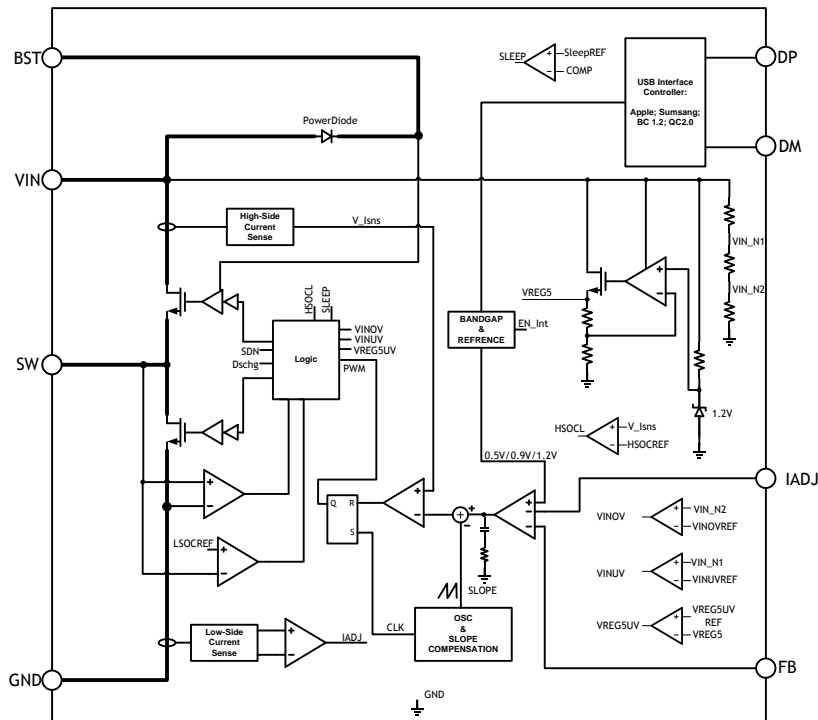 BST
SLEEP
SleepREF
COMP
USB Interface
Controller:
Apple; Sumsang;
BC 1.2; QC2.0
DP
DM
PowerDiode
VIN
High-Side
Current
Sense
V_Isns
VIN_N1
VIN_N2
VREG5
BANDGAP
&
REFRENCE
EN_Int
HSOCL
SLEEP
VINOV
VINUV
VREG5UV
PWM
Logic
SDN
Dschg
SW
1.2V
HSOCL
V_Isns
HSOCREF
0.5V/0.9V/1.2V
IADJ
Q
R
S
LSOCREF
VINOV
VIN_N2
VINOVREF
VINUV
VIN_N1
VINUVREF
SLOPE
CLK
OSC
&
SLOPE
COMPENSATION
VREG5UV
VREG5UV
REF
VREG5
Low-Side
Current
Sense
IADJ
GND
FB
GND